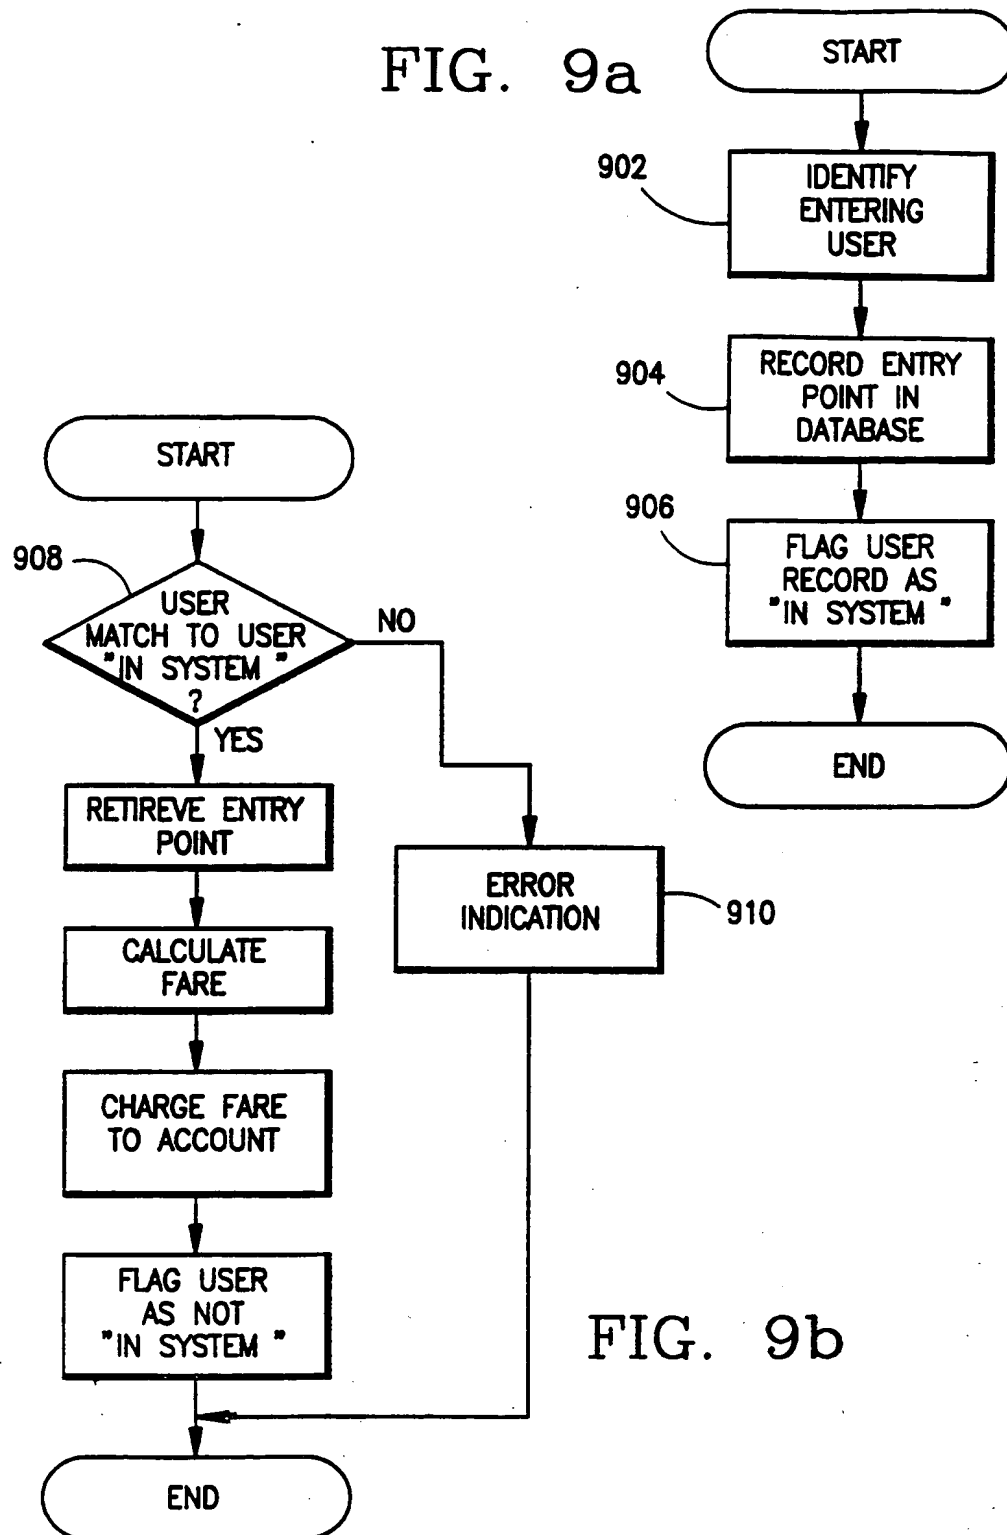 FIG. 9a
START
902
IDENTIFY
ENTERING
USER
904
RECORD ENTRY
POINT IN
DATABASE
906
FLAG USER
RECORD AS
"IN SYSTEM "
END
START
908
USER
MATCH TO USER
"IN SYSTEM "
?
NO
YES
RETIREVE ENTRY
POINT
CALCULATE
FARE
CHARGE FARE
TO ACCOUNT
FLAG USER
AS NOT
"IN SYSTEM "
ERROR
INDICATION
910
END
FIG. 9b